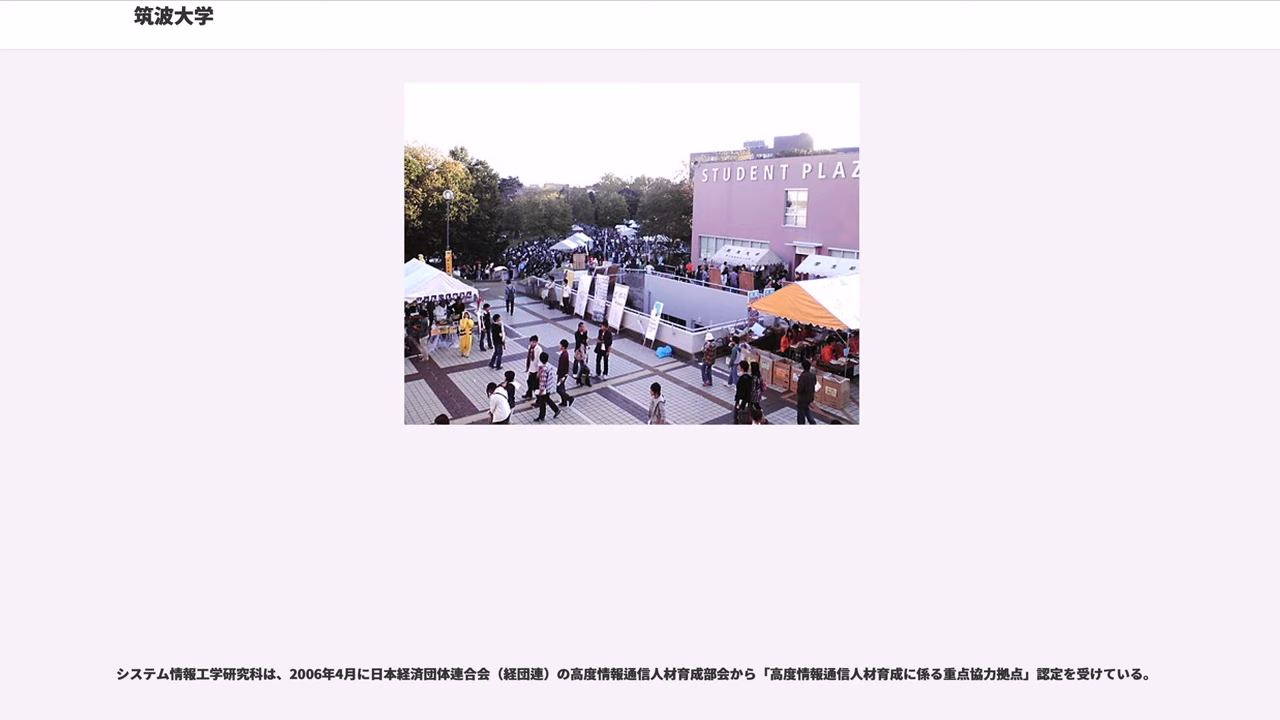 筑波大学
STUDENT PLAZ
システム情報工学研究科は、2006年4月に日本経済団体連合会（経団連）の高度情報通信人材育成部会から「高度情報通信人材育成に係る重点協力拠点」認定を受けている。